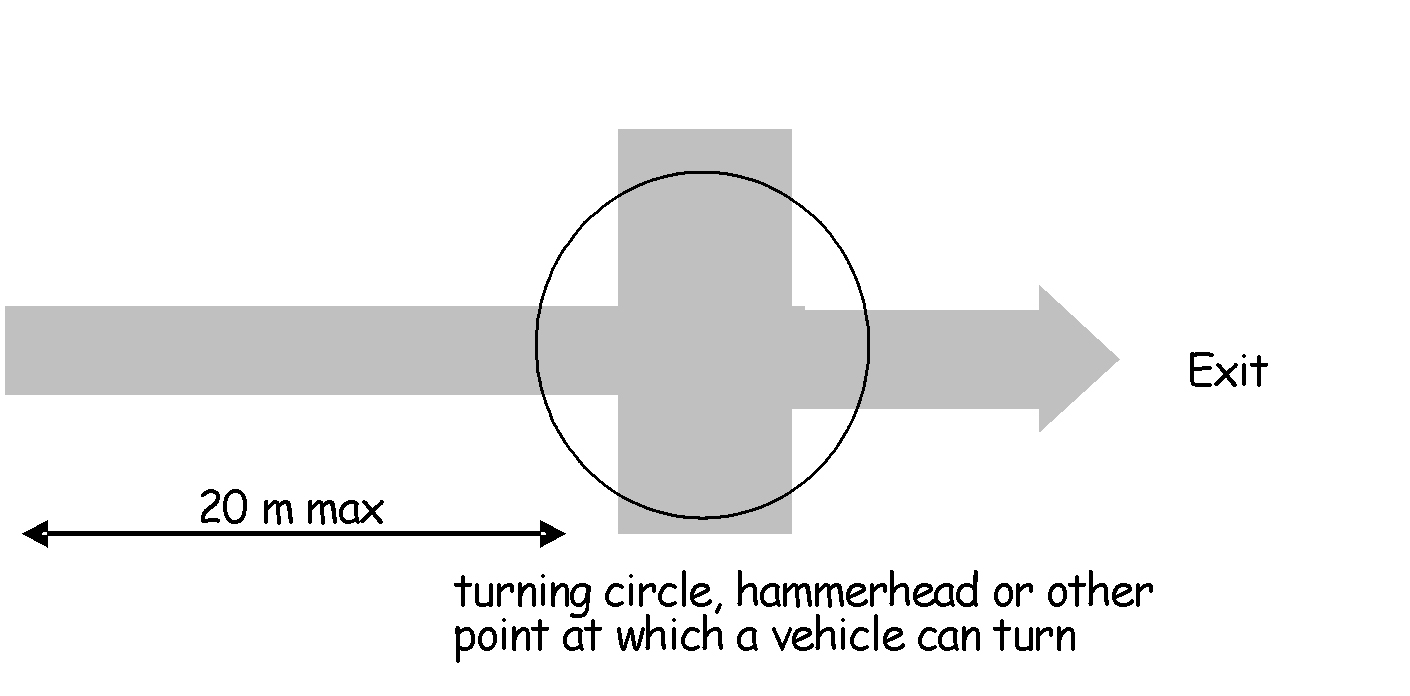 Exit
20 m max
turning circle, hammerhead or other
point at which a vehicle can turn